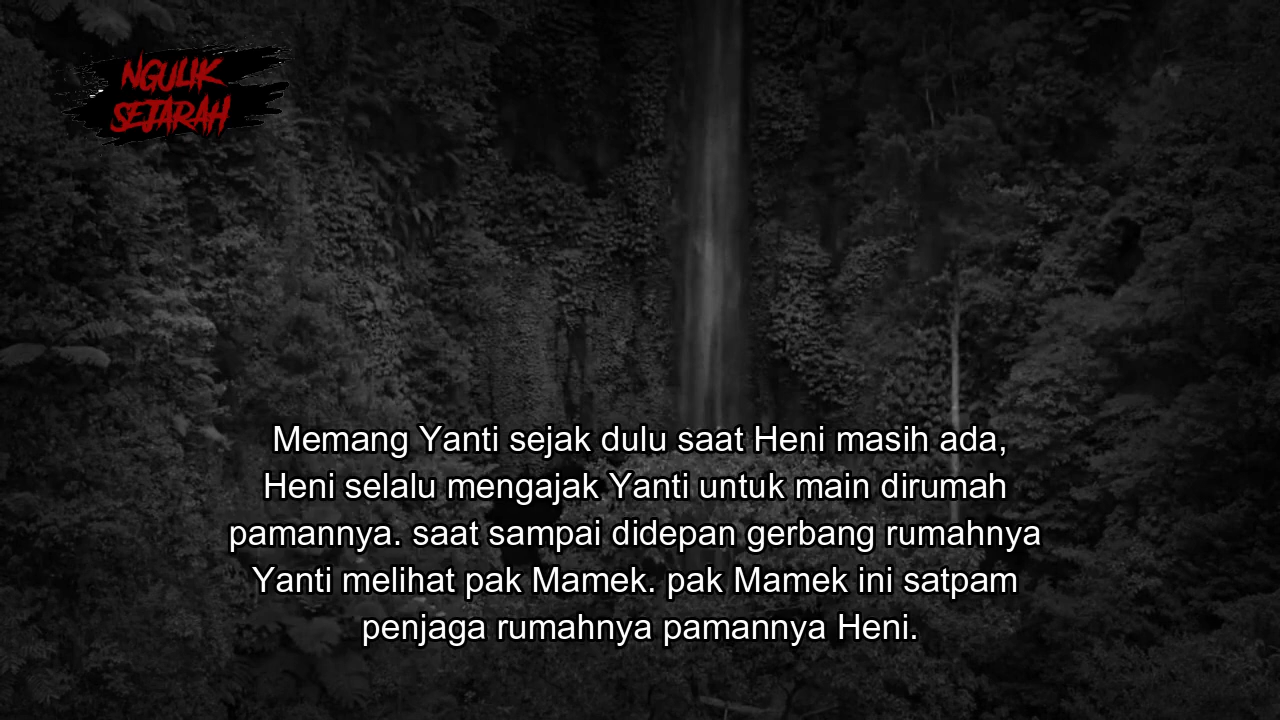 NGULIK
SEJARAH
Memang Yanti sejak dulu saat Heni masih ada,
Heni selalu mengajak Yanti untuk main dirumah
pamannya. saat sampai didepan gerbang rumahnya
Yanti melihat pak Mamek. pak Mamek ini satpam
penjaga rumahnya pamannya Heni.